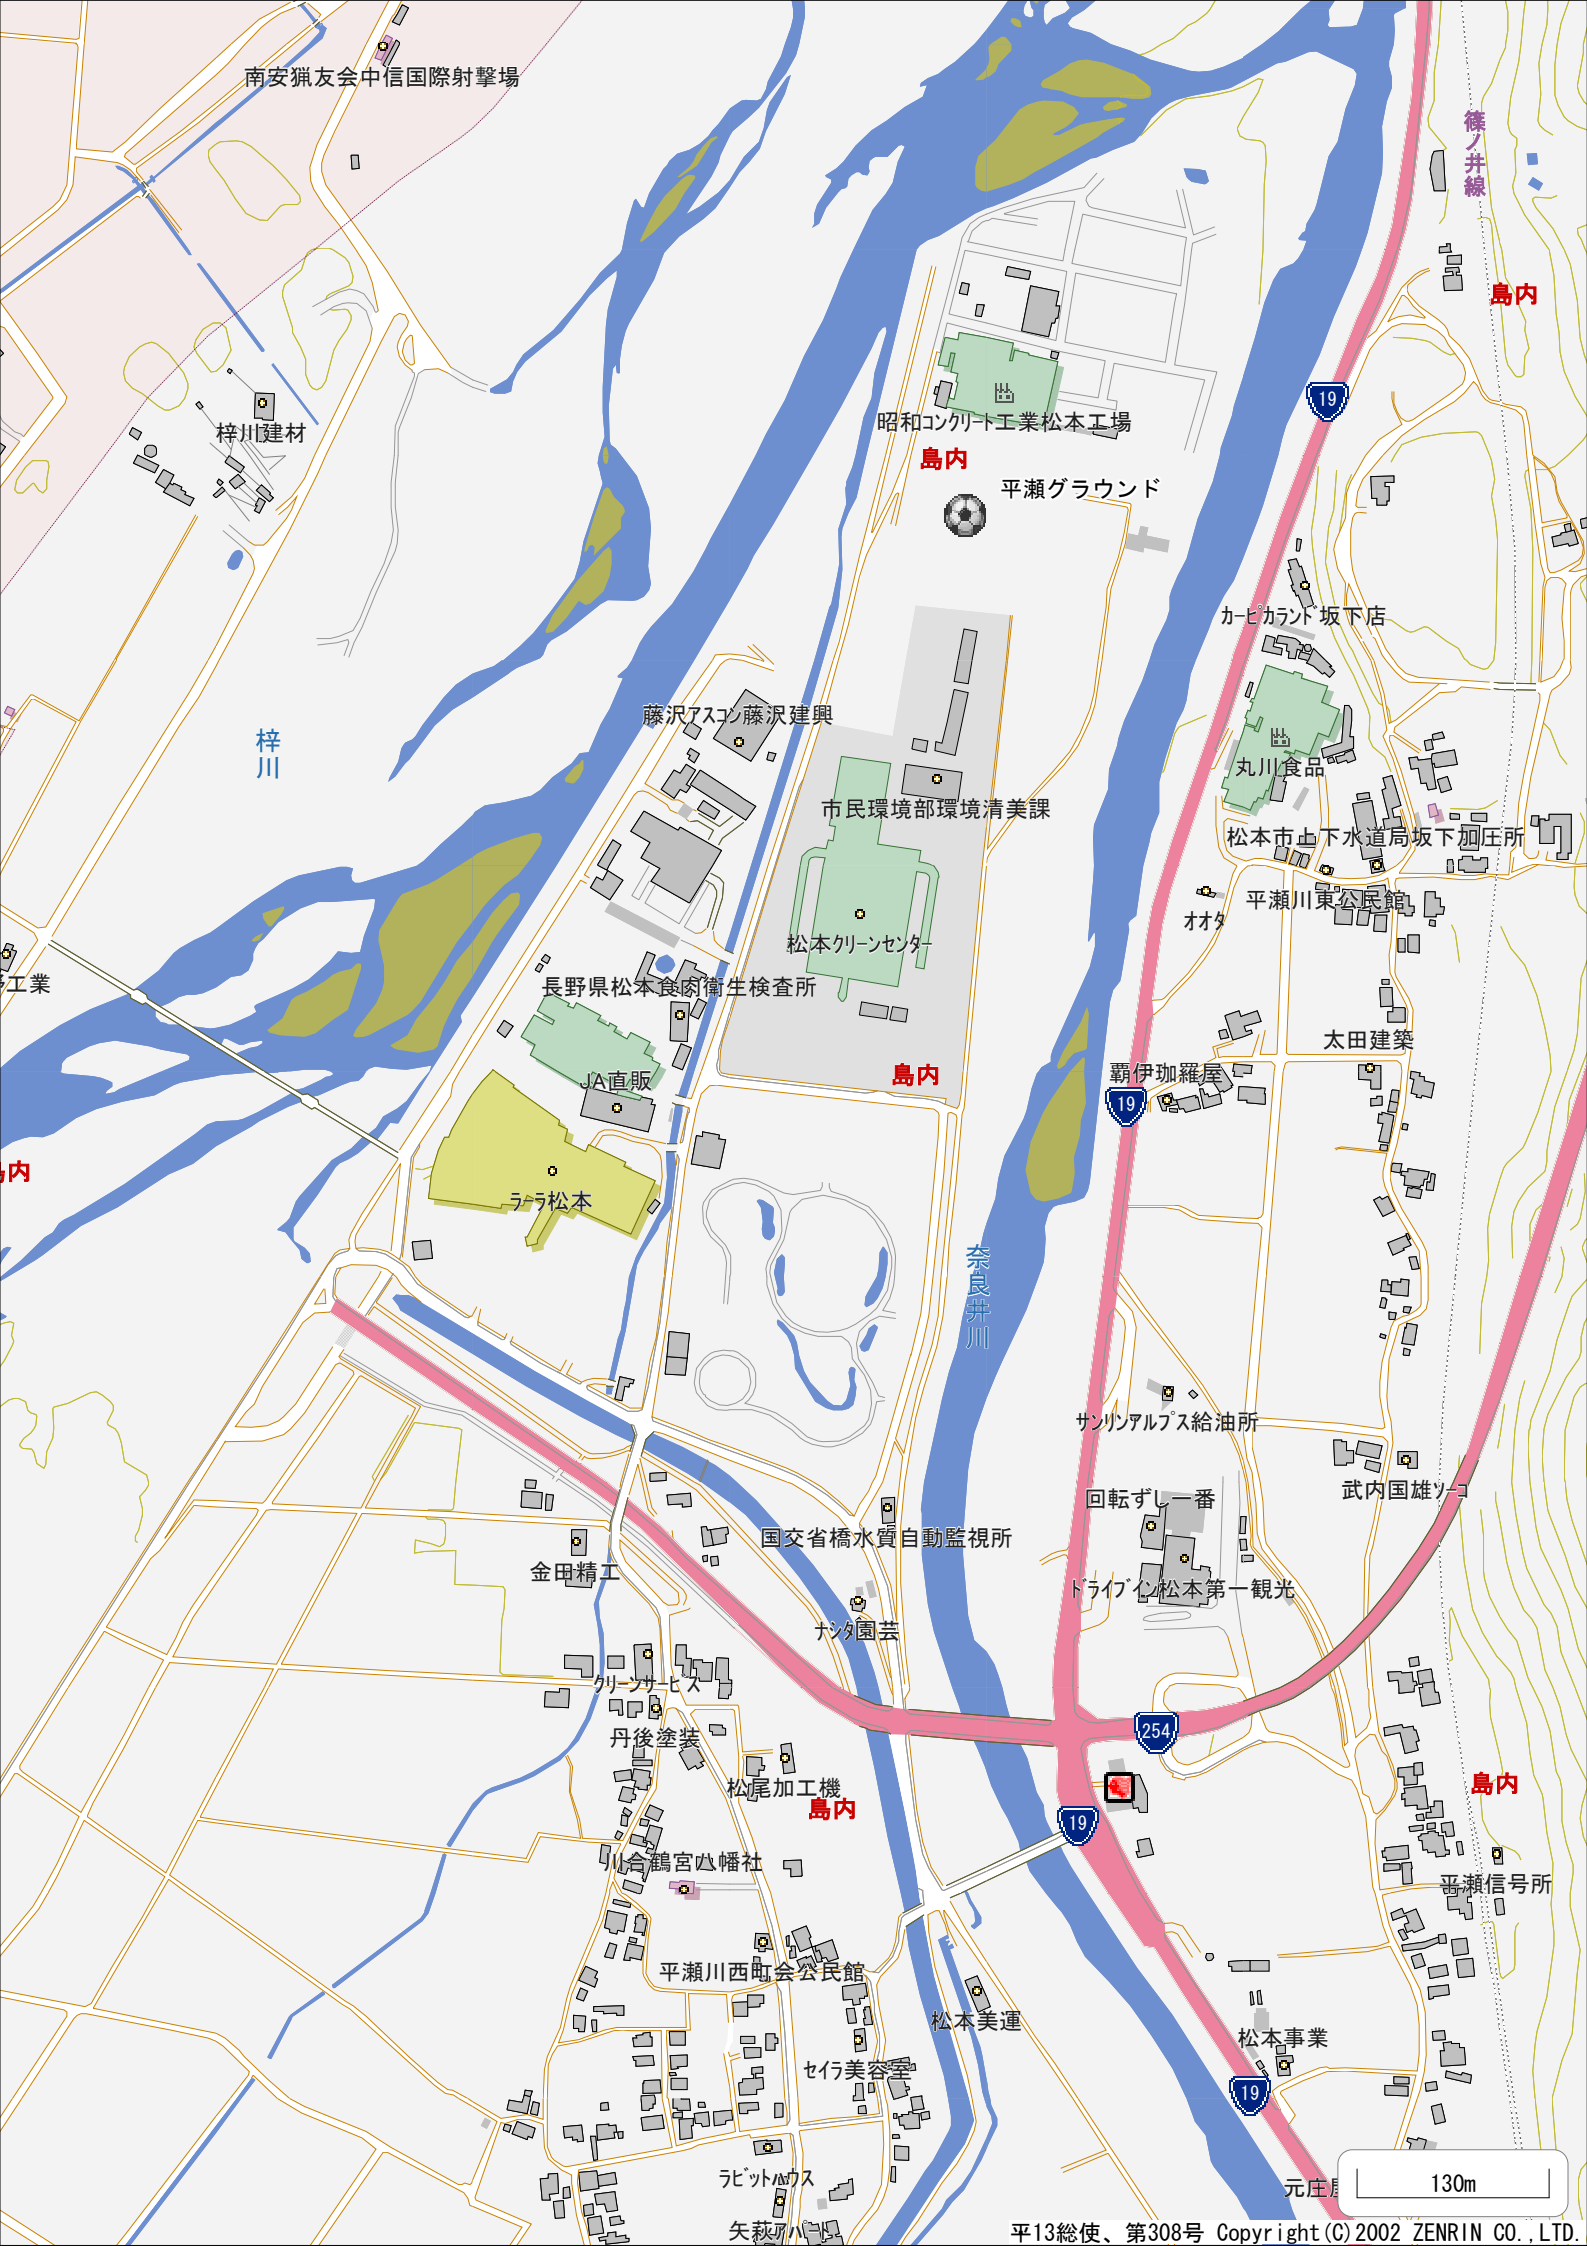 南安猟友会中信国際射撃場
篠ノ井線
島内
19
梓川建材
昭和コンクリート工業松本工場
島内
平瀬グラウンド
カーピカランド坂下店
藤沢アスコン藤沢建興
梓川
丸川食品
市民環境部環境清美課
松本市上下水道局坂下加圧所
平瀬川東公民館
オオタ
松本クリーンセンター
工業
長野県松本食肉衛生検査所
太田建築
島内
覇伊珈羅屋
JA直販
19
内
ラーラ松本
奈良井川
サンリンアルプス給油所
武内国雄ソーコ
回転ずし一番
国交省橋水質自動監視所
金田精工
ドライブイン松本第一観光
ナシダ園芸
クリーンサービス
丹後塗装
254
松尾加工機
島内
島内
19
川合鶴宮八幡社
平瀬信号所
平瀬川西町会公民館
松本美運
松本事業
セイラ美容室
19
ラビットハウス
元庄屋
130m
矢萩アパート
平13総使、第308号 Copyright(C)2002 ZENRIN CO.,LTD.